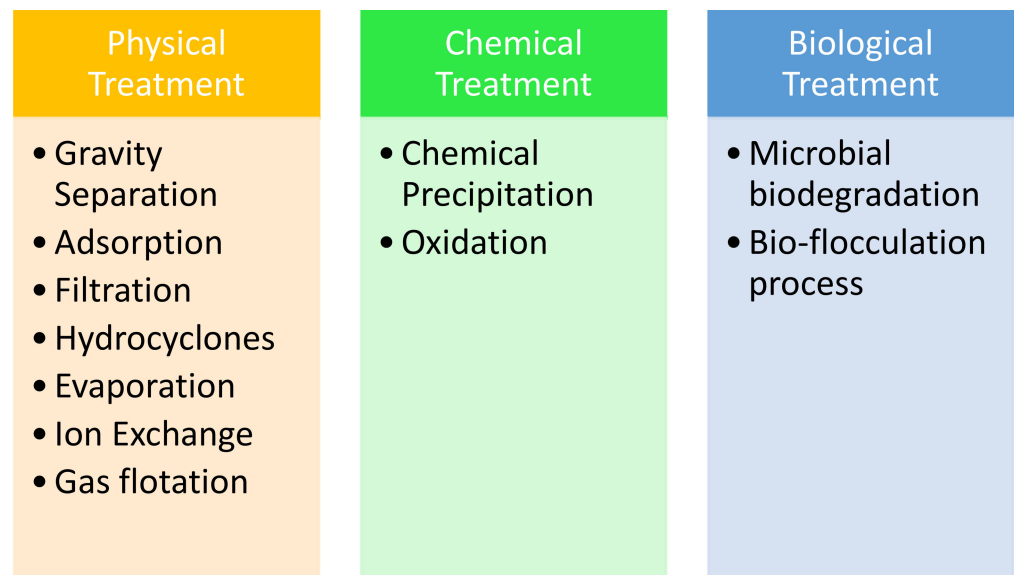 Physical
Treatment
• Gravity
Separation
• Adsorption
• Filtration
• Hydrocyclones
• Evaporation
• Ion Exchange
• Gas flotation
Chemical
Treatment
• Chemical
Precipitation
• Oxidation
Biological
Treatment
• Microbial
biodegradation
• Bio-flocculation
process